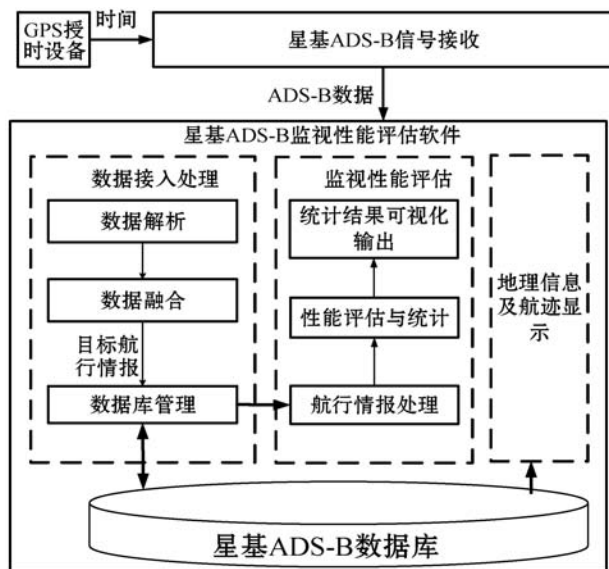 GPS授
时设备
时间
星基ADS-B信号接收
ADS-B数据
星基ADS-B监视性能评估软件
数据接入处理
数据解析
数据融合
目标航
行情报
数据库管理
监视性能评估
统计结果可视化
输出
性能评估与统计
航行情报处理
地理信息
及航迹显
示
星基ADS-B数据库